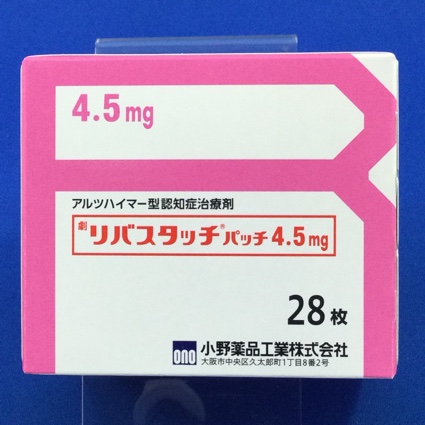 4.5mg
アルツハイマー型認知症治療剤
劇 リバスタッチ®パッチ4.5mg
28枚
ono 小野薬品工業株式会社
大阪市中央区久太郎町1丁目8番2号